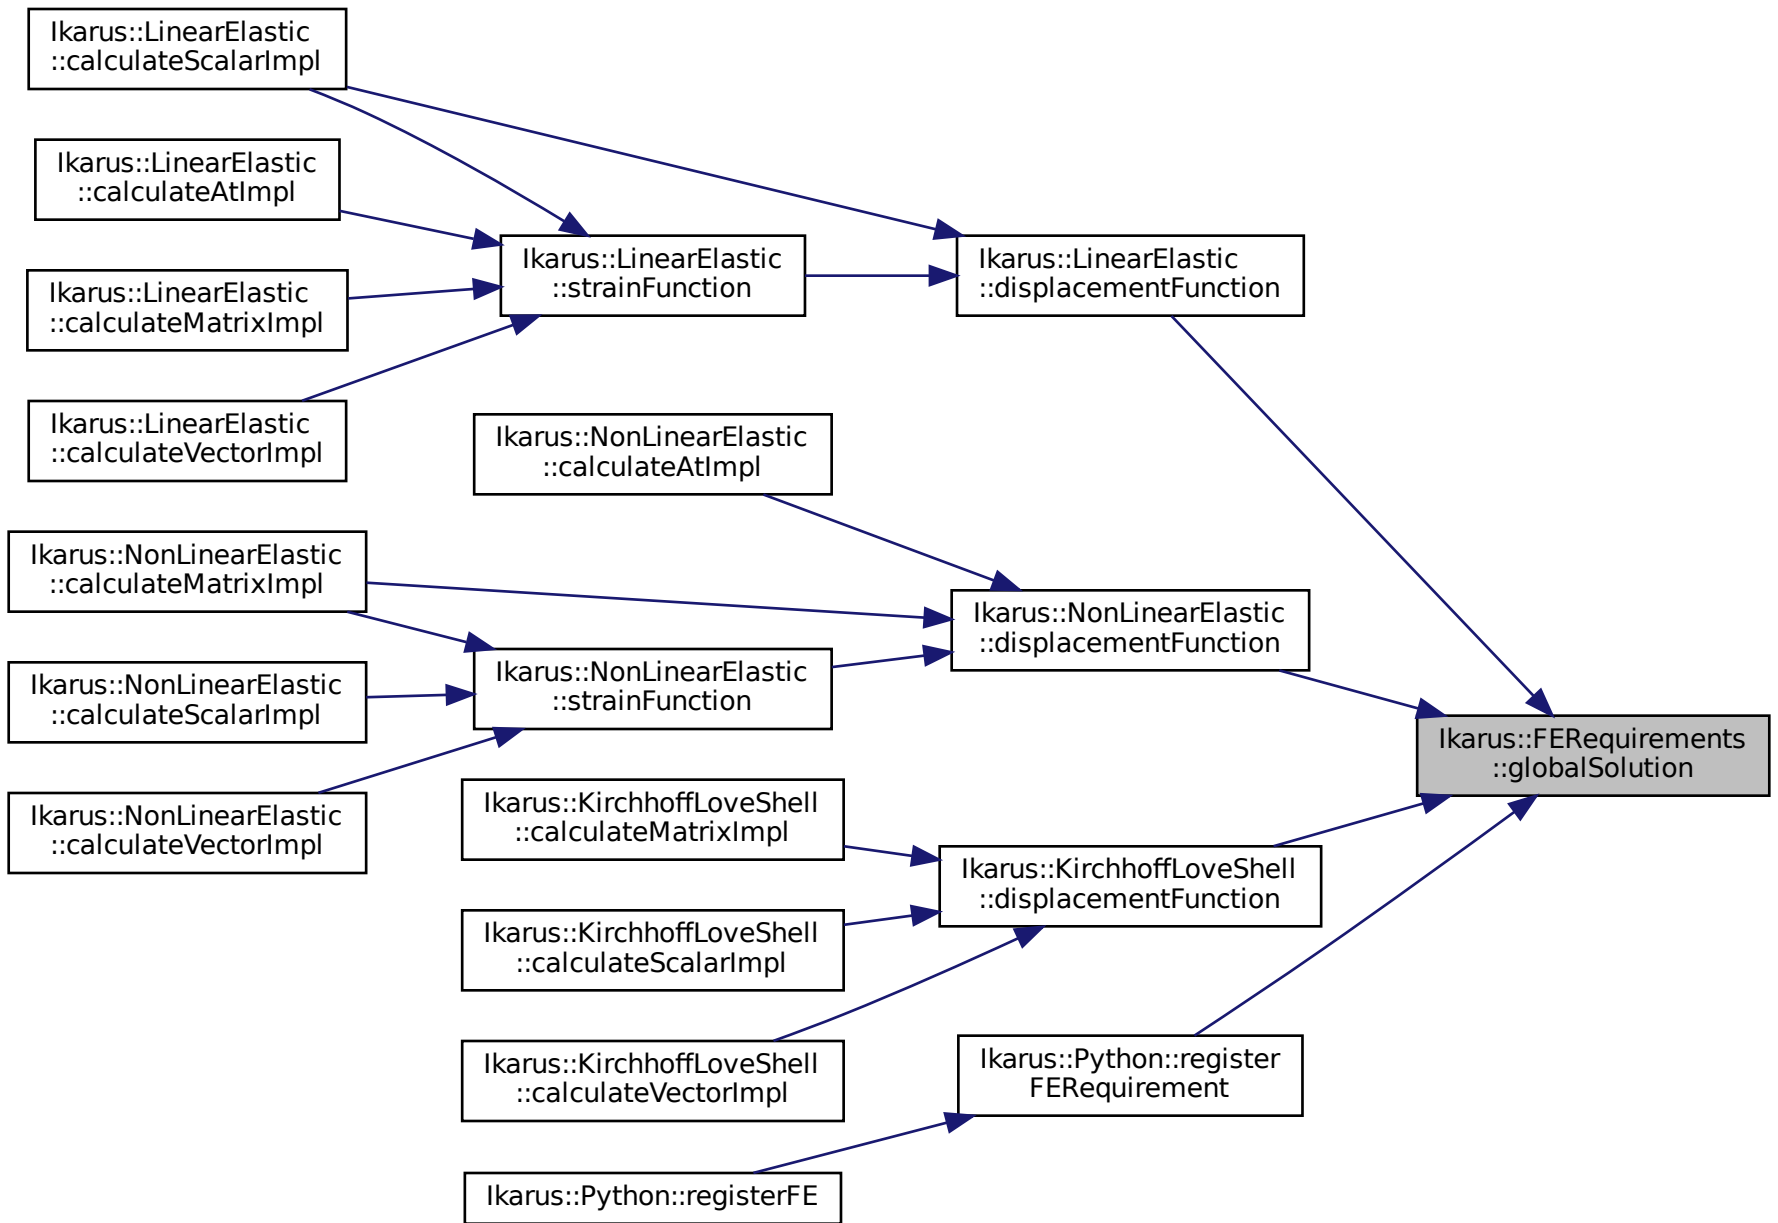 Ikarus::LinearElastic
::calculateScalarImpl
Ikarus::LinearElastic
::calculateAtImpl
Ikarus::LinearElastic
::strainFunction
Ikarus::LinearElastic
::displacementFunction
Ikarus::LinearElastic
::calculateMatrixImpl
Ikarus::LinearElastic
::calculateVectorImpl
Ikarus::NonLinearElastic
::calculateAtImpl
Ikarus::NonLinearElastic
::calculateMatrixImpl
Ikarus::NonLinearElastic
::displacementFunction
Ikarus::NonLinearElastic
::strainFunction
Ikarus::NonLinearElastic
::calculateScalarImpl
Ikarus::FERequirements
::globalSolution
Ikarus::NonLinearElastic
::calculateVectorImpl
Ikarus::KirchhoffLoveShell
::calculateMatrixImpl
Ikarus::KirchhoffLoveShell
::displacementFunction
Ikarus::KirchhoffLoveShell
::calculateScalarImpl
Ikarus::KirchhoffLoveShell
::calculateVectorImpl
Ikarus::Python::register
FERequirement
Ikarus::Python::registerFE